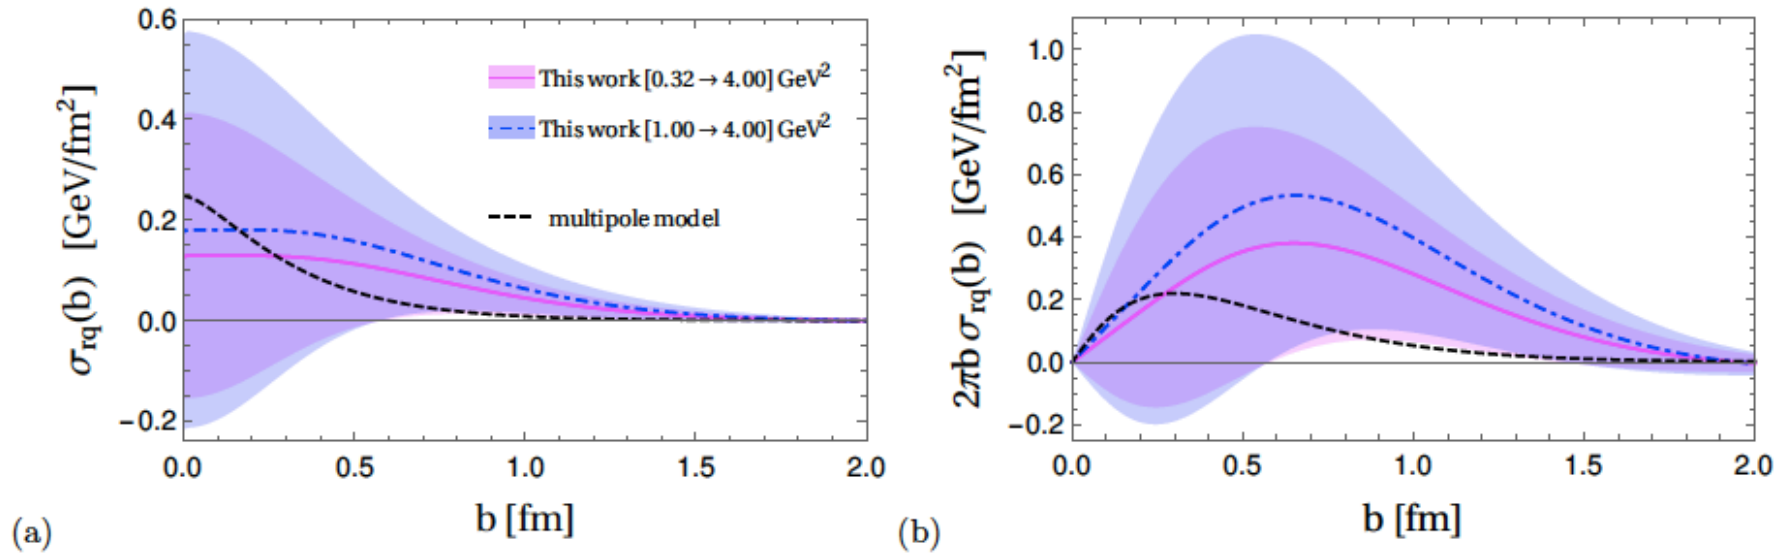 0.6
0.4
0.2
0.0
−0.2
σrq(b) [GeV/fm²]
This work [0.32 → 4.00] GeV²
This work [1.00 → 4.00] GeV²
multipole model
0.0 0.5 1.0 1.5 2.0
b [fm]
(a)
1.0
0.8
0.6
0.4
0.2
0.0
−0.2
2πb σrq(b) [GeV/fm²]
0.0 0.5 1.0 1.5 2.0
b [fm]
(b)